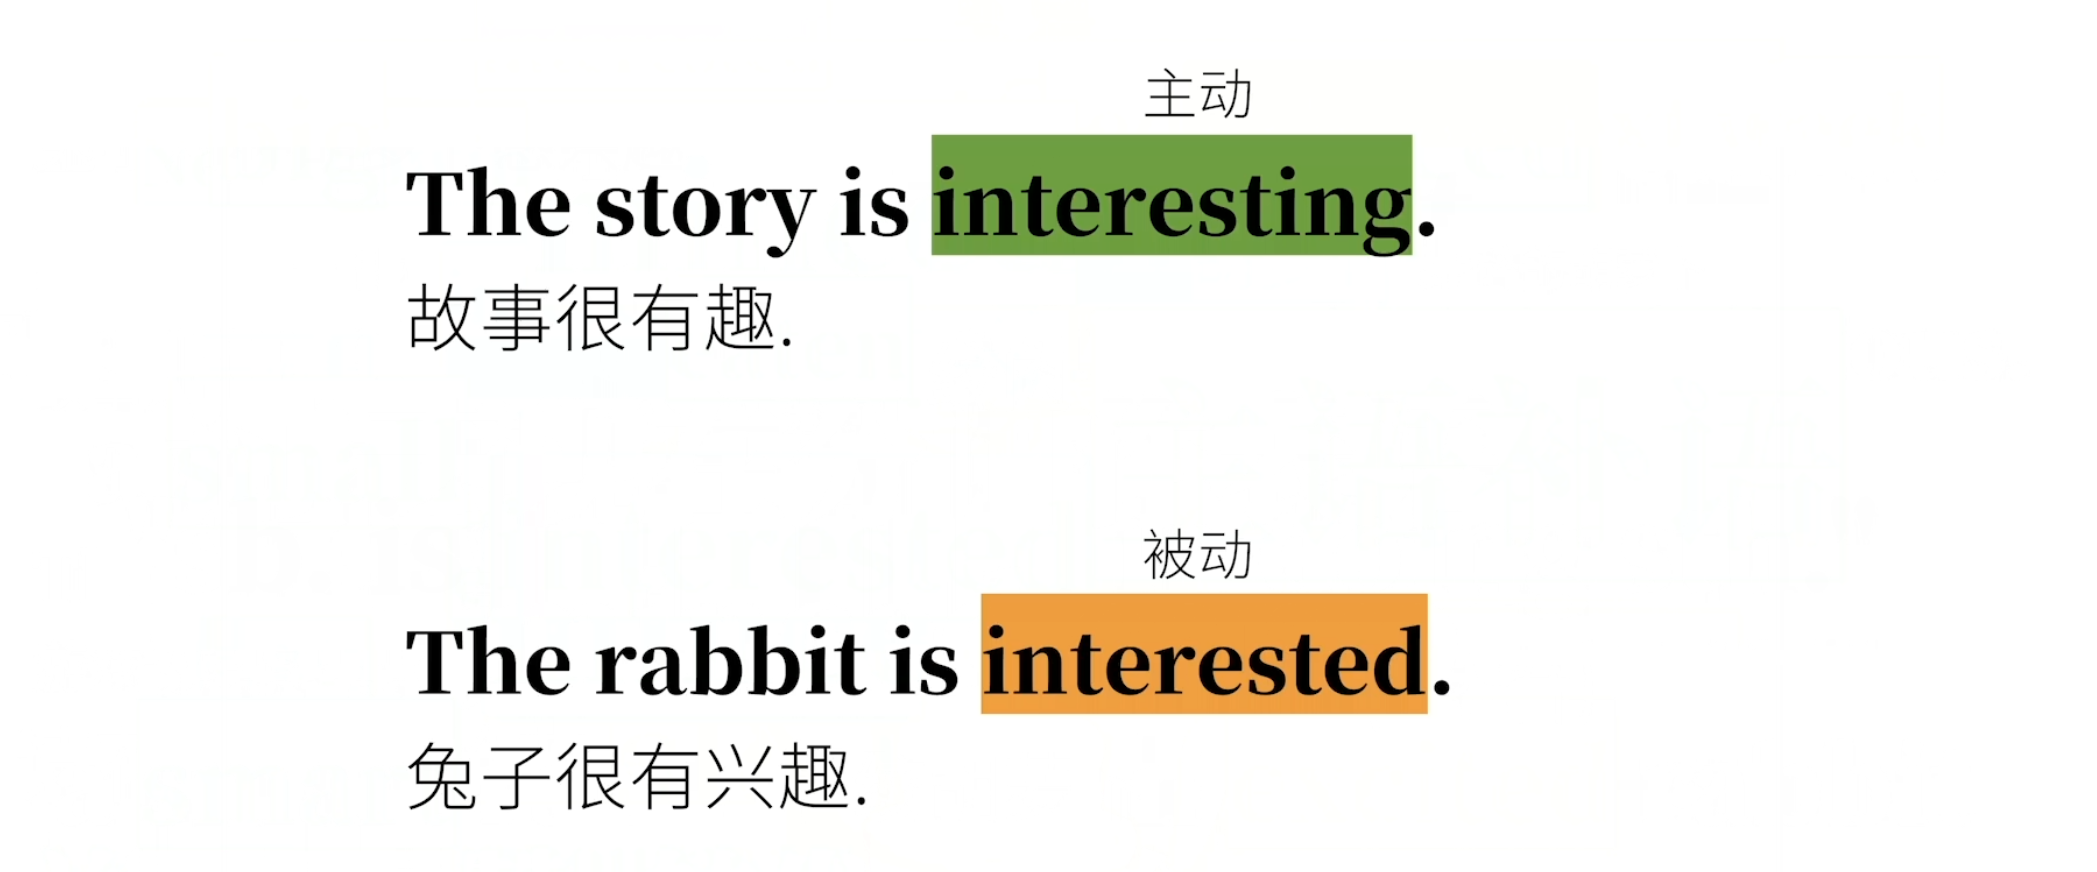 主动
The story is interesting.
故事很有趣.
被动
The rabbit is interested.
兔子很有兴趣.